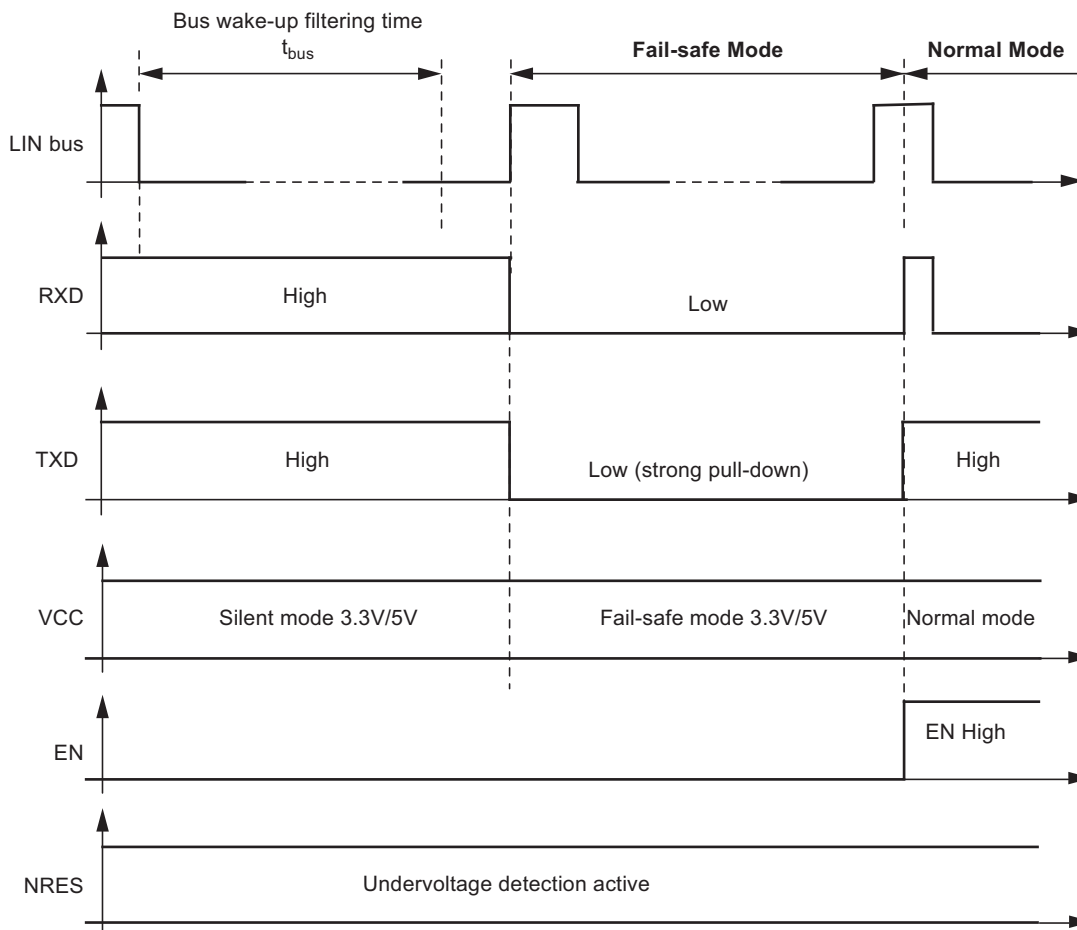 Bus wake-up filtering time
tbus
Fail-safe Mode
Normal Mode
LIN bus
RXD
High
Low
TXD
High
Low (strong pull-down)
High
VCC
Silent mode 3.3V/5V
Fail-safe mode 3.3V/5V
Normal mode
EN
EN High
NRES
Undervoltage detection active